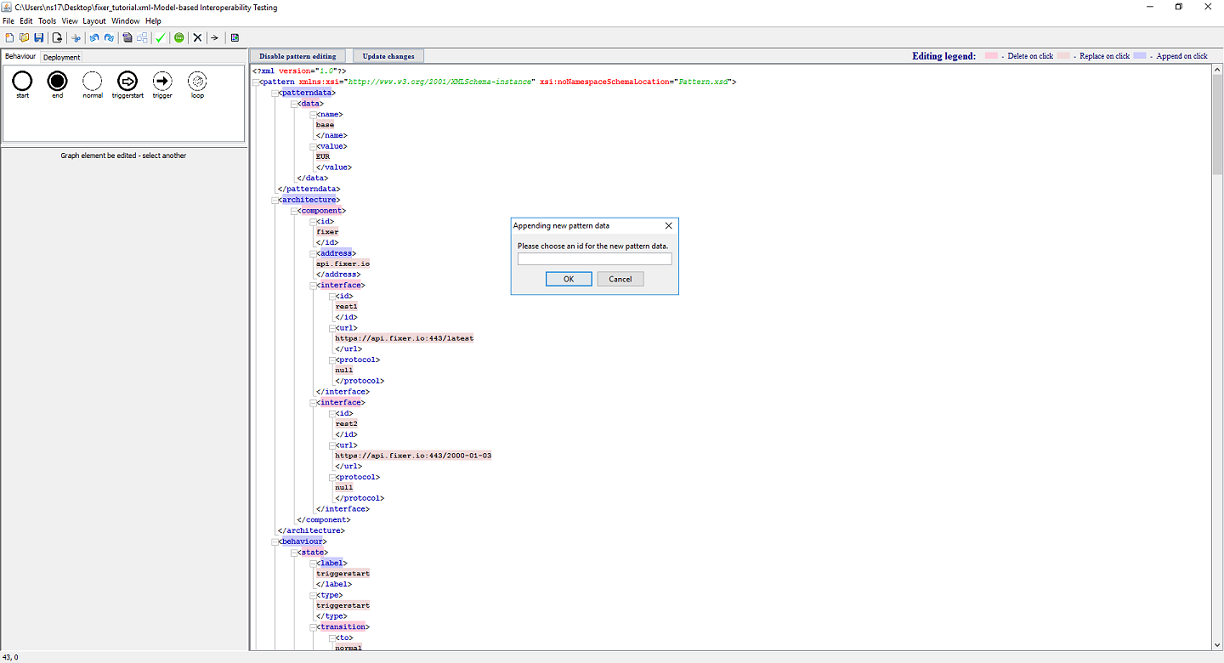 C:\Users\ns17\Desktop\fixer_tutorial.xml-Model-based Interoperability Testing
File Edit Tools View Layout Window Help
Behaviour Deployment
start end normal triggerstart trigger loop
Graph element be edited - select another
Disable pattern editing Update changes Editing legend: - Delete on click - Replace on click - Append on click
<?xml version="1.0"?>
<pattern xmlns:xsi="http://www.w3.org/2001/XMLSchema-instance" xsi:noNamespaceSchemaLocation="Pattern.xsd">
<patterndata>
<data>
<name>
base
</name>
<value>
EUR
</value>
</data>
</patterndata>
<architecture>
<component>
<id>
fixer
</id>
<address>
api.fixer.io
</address>
<interface>
<id>
rest1
</id>
<url>
https://api.fixer.io:443/latest
</url>
<protocol>
null
</protocol>
</interface>
<interface>
<id>
rest2
</id>
<url>
https://api.fixer.io:443/2000-01-03
</url>
<protocol>
null
</protocol>
</interface>
</component>
</architecture>
<behaviour>
<state>
<label>
triggerstart
</label>
<type>
triggerstart
</type>
<transition>
<to>
normal
Appending new pattern data
Please choose an id for the new pattern data.
OK Cancel
43, 0